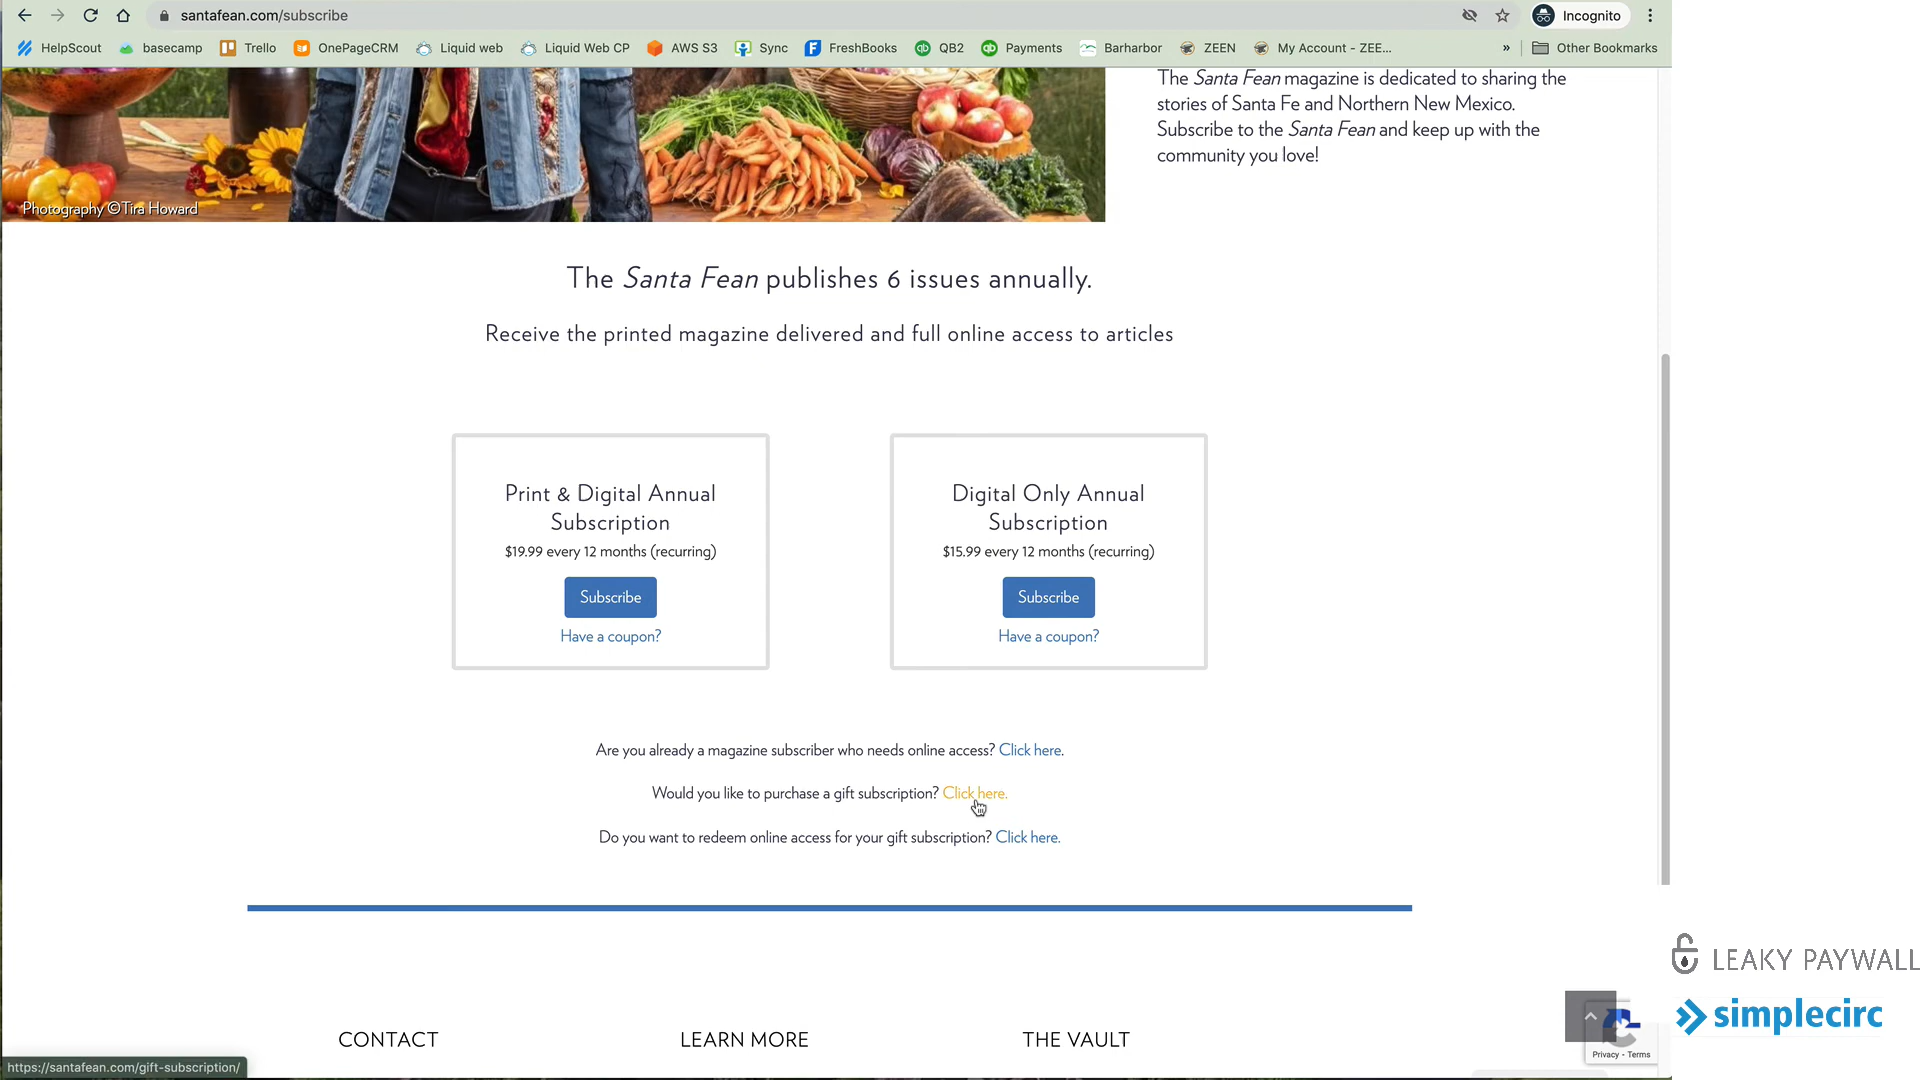 santafean.com/subscribe
Incognito
HelpScout basecamp Trello OnePageCRM Liquid web Liquid Web CP AWS S3 Sync FreshBooks QB2 Payments Barharbor ZEEN My Account - ZEE... » Other Bookmarks
The Santa Fean magazine is dedicated to sharing the
stories of Santa Fe and Northern New Mexico.
Subscribe to the Santa Fean and keep up with the
community you love!
Photography ©Tira Howard
The Santa Fean publishes 6 issues annually.
Receive the printed magazine delivered and full online access to articles
Print & Digital Annual
Subscription
$19.99 every 12 months (recurring)
Subscribe
Have a coupon?
Digital Only Annual
Subscription
$15.99 every 12 months (recurring)
Subscribe
Have a coupon?
Are you already a magazine subscriber who needs online access? Click here.
Would you like to purchase a gift subscription? Click here.
Do you want to redeem online access for your gift subscription? Click here.
LEAKY PAYWALL
simplecirc
CONTACT
LEARN MORE
THE VAULT
Privacy - Terms
https://santafean.com/gift-subscription/